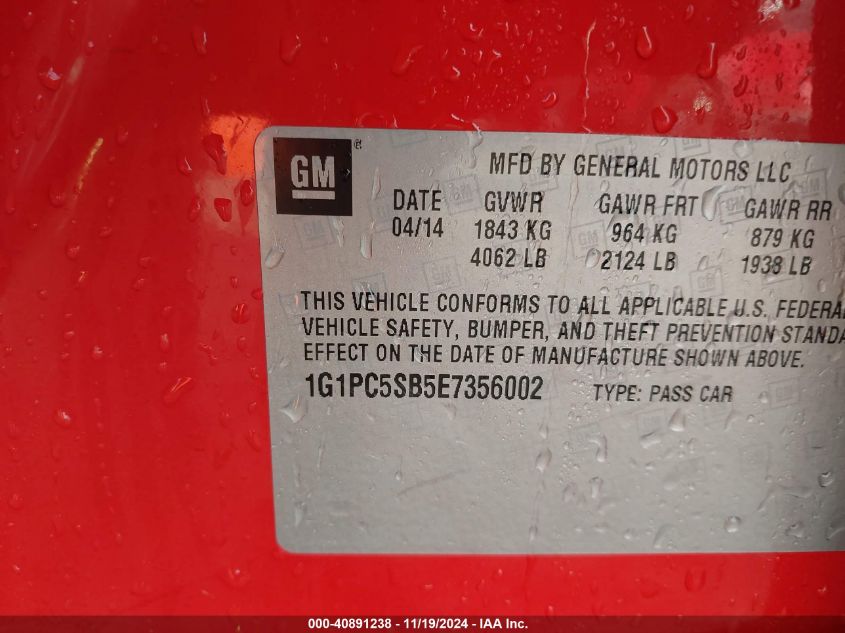 GM ®
MFD BY GENERAL MOTORS LLC
DATE GVWR GAWR FRT GAWR RR
04/14 1843 KG 964 KG 879 KG
4062 LB 2124 LB 1938 LB
THIS VEHICLE CONFORMS TO ALL APPLICABLE U.S. FEDERAL
VEHICLE SAFETY, BUMPER, AND THEFT PREVENTION STANDA
EFFECT ON THE DATE OF MANUFACTURE SHOWN ABOVE.
1G1PC5SB5E7356002 TYPE: PASS CAR
000-40891238 - 11/19/2024 - IAA Inc.